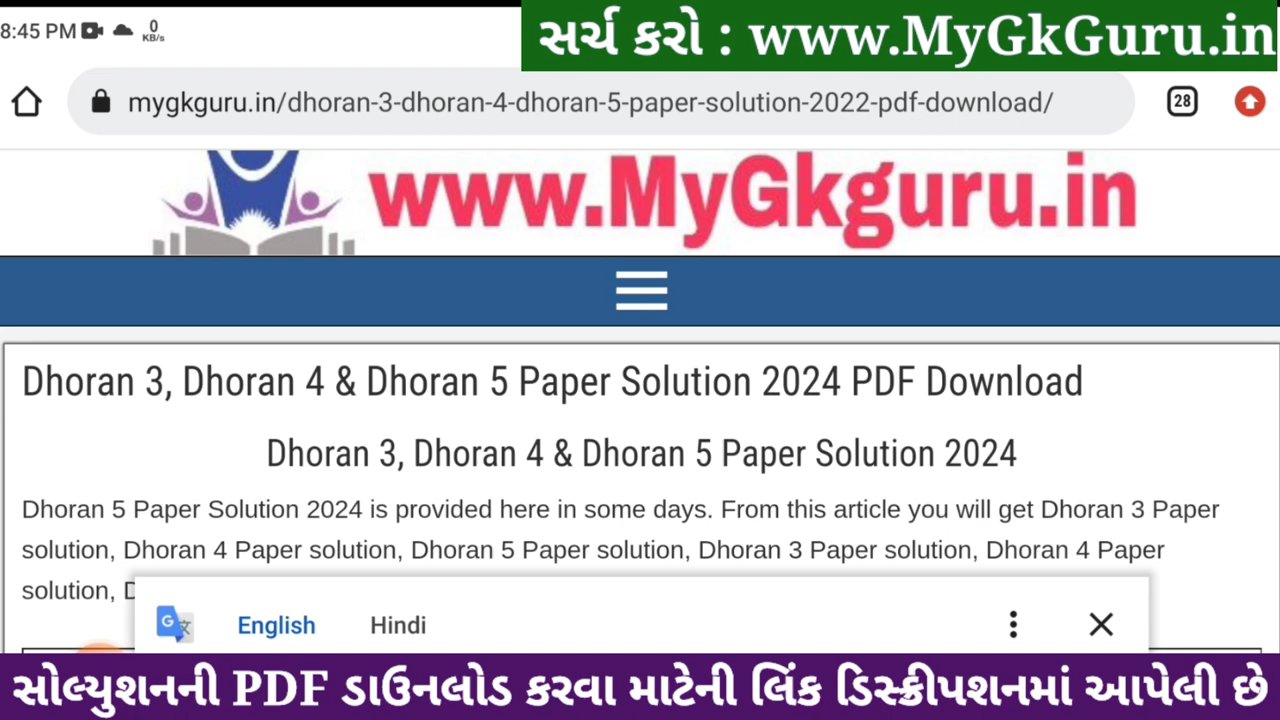 સર્ચ કરો : www.MyGkGuru.in
8:45 PM 0 KB/s
mygkguru.in/dhoran-3-dhoran-4-dhoran-5-paper-solution-2022-pdf-download/
28
www.MyGkguru.in
Dhoran 3, Dhoran 4 & Dhoran 5 Paper Solution 2024 PDF Download
Dhoran 3, Dhoran 4 & Dhoran 5 Paper Solution 2024
Dhoran 5 Paper Solution 2024 is provided here in some days. From this article you will get Dhoran 3 Paper
solution, Dhoran 4 Paper solution, Dhoran 5 Paper solution, Dhoran 3 Paper solution, Dhoran 4 Paper
solution,
English Hindi
સોલ્યુશનની PDF ડાઉનલોડ કરવા માટેની લિંક ડિસ્ક્રીપશનમાં આપેલી છે